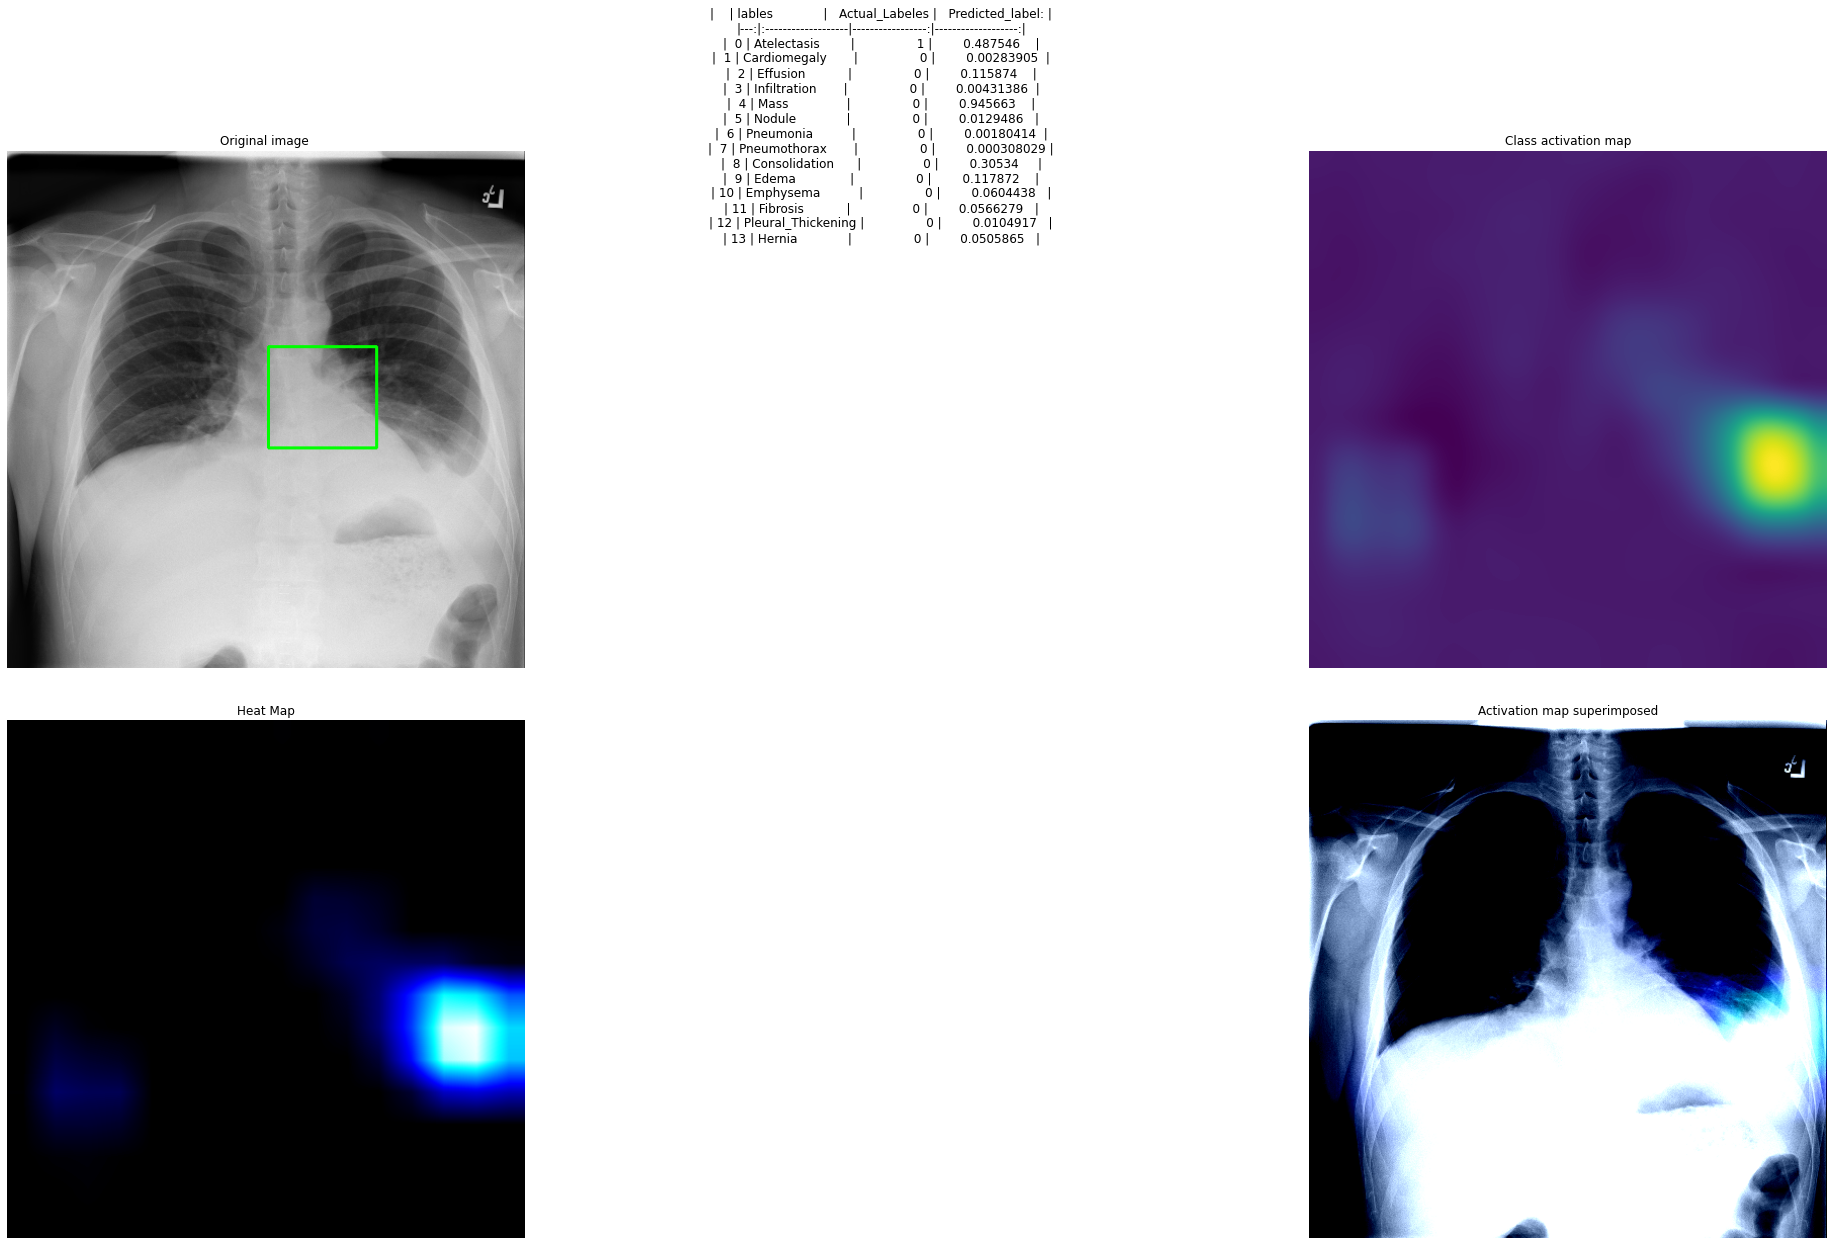 |    | lables             |   Actual_Labeles |   Predicted_label: |
|---:|:-------------------|-----------------:|-------------------:|
|  0 | Atelectasis        |                1 |        0.487546    |
|  1 | Cardiomegaly       |                0 |        0.00283905  |
|  2 | Effusion           |                0 |        0.115874    |
|  3 | Infiltration       |                0 |        0.00431386  |
|  4 | Mass               |                0 |        0.945663    |
|  5 | Nodule             |                0 |        0.0129486   |
|  6 | Pneumonia          |                0 |        0.00180414  |
|  7 | Pneumothorax       |                0 |        0.000308029 |
|  8 | Consolidation      |                0 |        0.30534     |
|  9 | Edema              |                0 |        0.117872    |
| 10 | Emphysema          |                0 |        0.0604438   |
| 11 | Fibrosis           |                0 |        0.0566279   |
| 12 | Pleural_Thickening |                0 |        0.0104917   |
| 13 | Hernia             |                0 |        0.0505865   |
Original image
Class activation map
Heat Map
Activation map superimposed